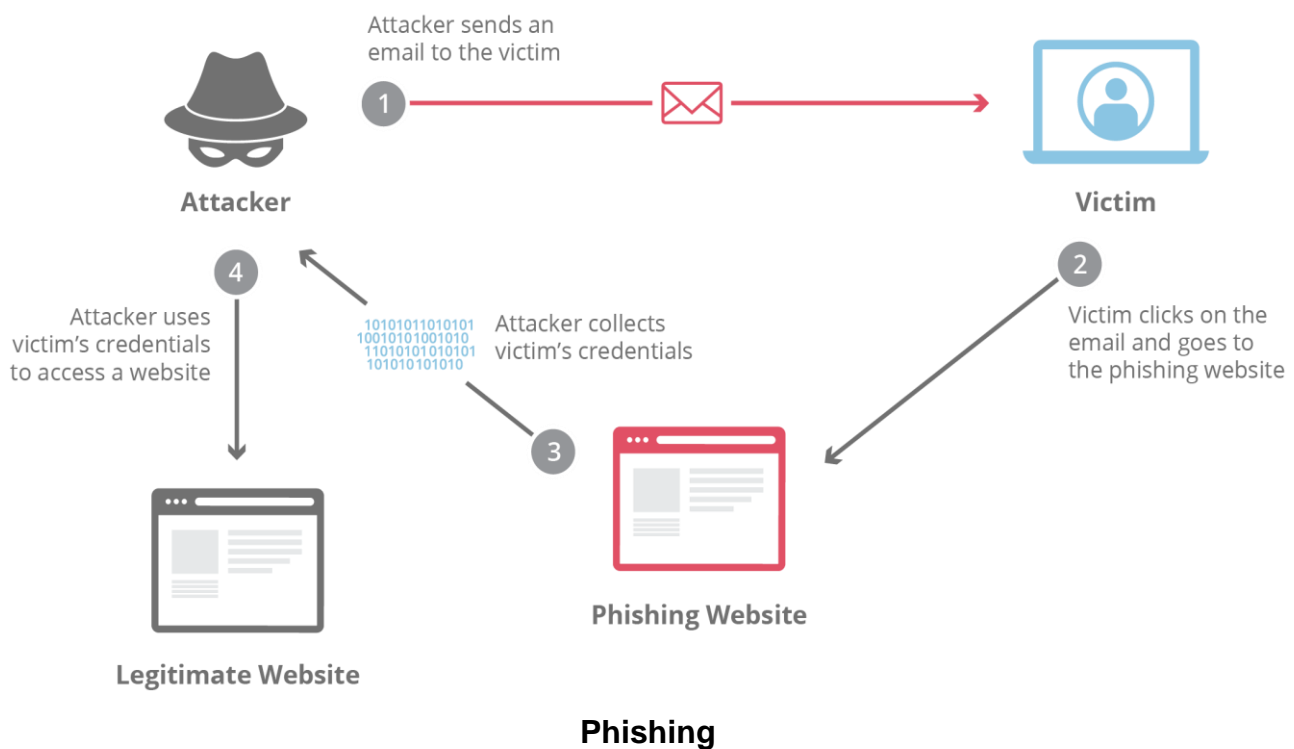 Attacker sends an
email to the victim
1
Attacker
Victim
4
2
Attacker uses
victim's credentials
to access a website
10101011010101
10010101001010
11010101010101
101010101010
Attacker collects
victim's credentials
Victim clicks on the
email and goes to
the phishing website
3
Phishing Website
Legitimate Website
Phishing